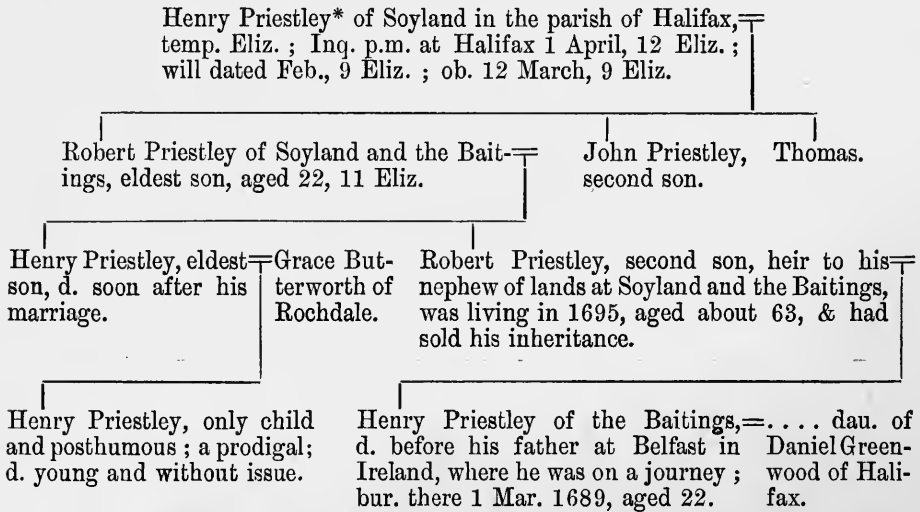 Henry Priestley* of Soyland in the parish of Halifax,
temp. Eliz. ; Inq. p.m. at Halifax 1 April, 12 Eliz. ;
will dated Feb., 9 Eliz. ; ob. 12 March, 9 Eliz.
Robert Priestley of Soyland and the Bait-
ings, eldest son, aged 22, 11 Eliz.
John Priestley,
second son.
Thomas.
Henry Priestley, eldest
son, d. soon after his
marriage.
Grace But-
terworth of
Rochdale.
Robert Priestley, second son, heir to his
nephew of lands at Soyland and the Baitings,
was living in 1695, aged about 63, & had
sold his inheritance.
Henry Priestley, only child
and posthumous ; a prodigal;
d. young and without issue.
Henry Priestley of the Baitings,
d. before his father at Belfast in
Ireland, where he was on a journey ;
bur. there 1 Mar. 1689, aged 22.
. . . . dau. of
Daniel Green-
wood of Hali-
fax.